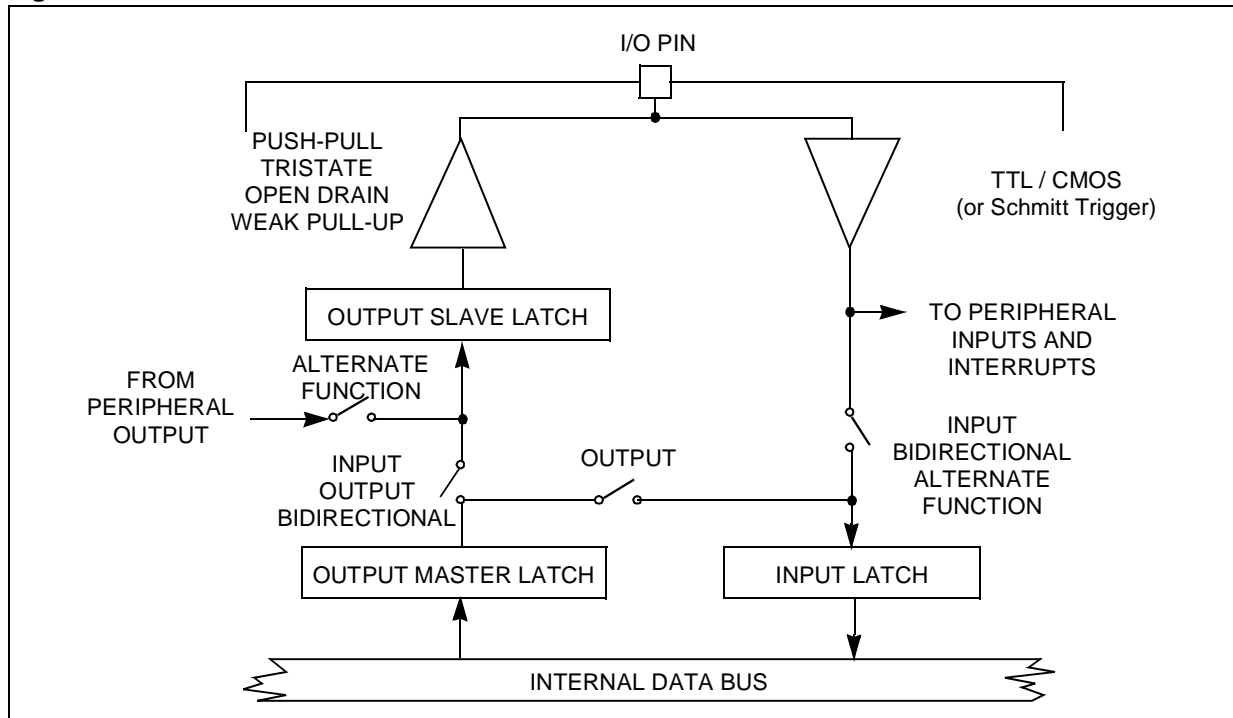 I/O PIN
PUSH-PULL
TRISTATE
OPEN DRAIN
WEAK PULL-UP
TTL / CMOS
(or Schmitt Trigger)
OUTPUT SLAVE LATCH
TO PERIPHERAL
INPUTS AND
INTERRUPTS
ALTERNATE
FUNCTION
FROM
PERIPHERAL
OUTPUT
INPUT
OUTPUT
BIDIRECTIONAL
OUTPUT
INPUT
BIDIRECTIONAL
ALTERNATE
FUNCTION
OUTPUT MASTER LATCH
INPUT LATCH
INTERNAL DATA BUS